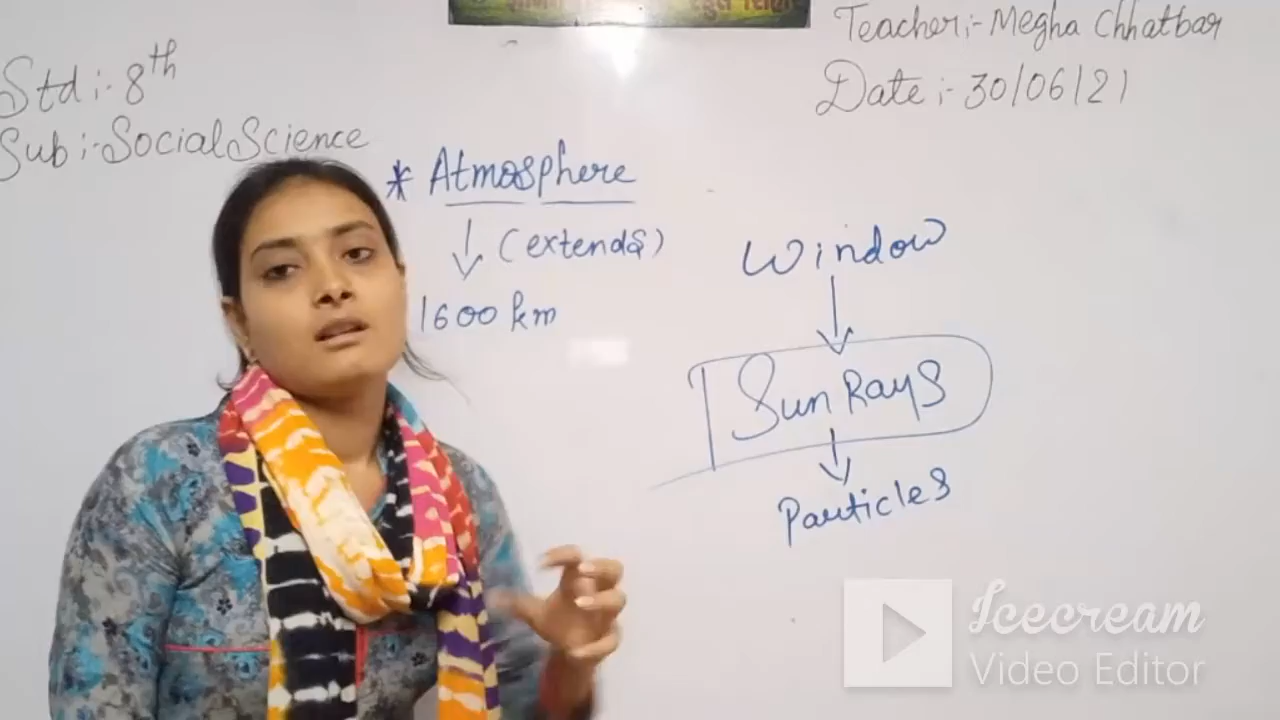 Std :- 8th
Sub :- Social Science
Teacher :- Megha Chhatbar
Date :- 30/06/21
* Atmosphere
(extends)
1600 km
Window
Sun Rays
Particles
Icecream
Video Editor